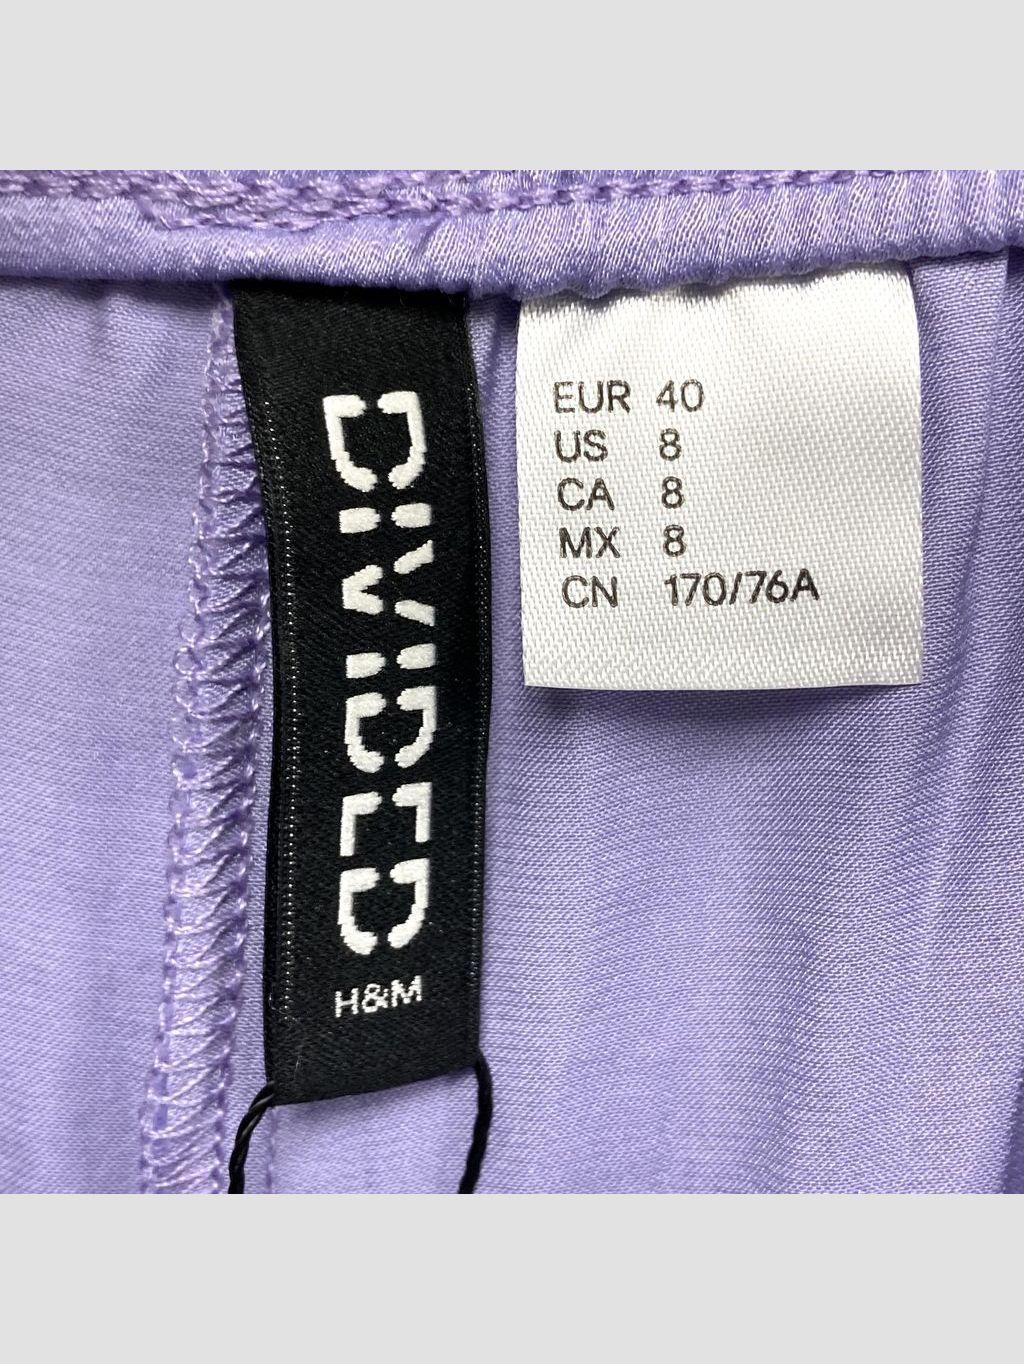 DIVIDED
H&M
EUR 40
US 8
CA 8
MX 8
CN 170/76A